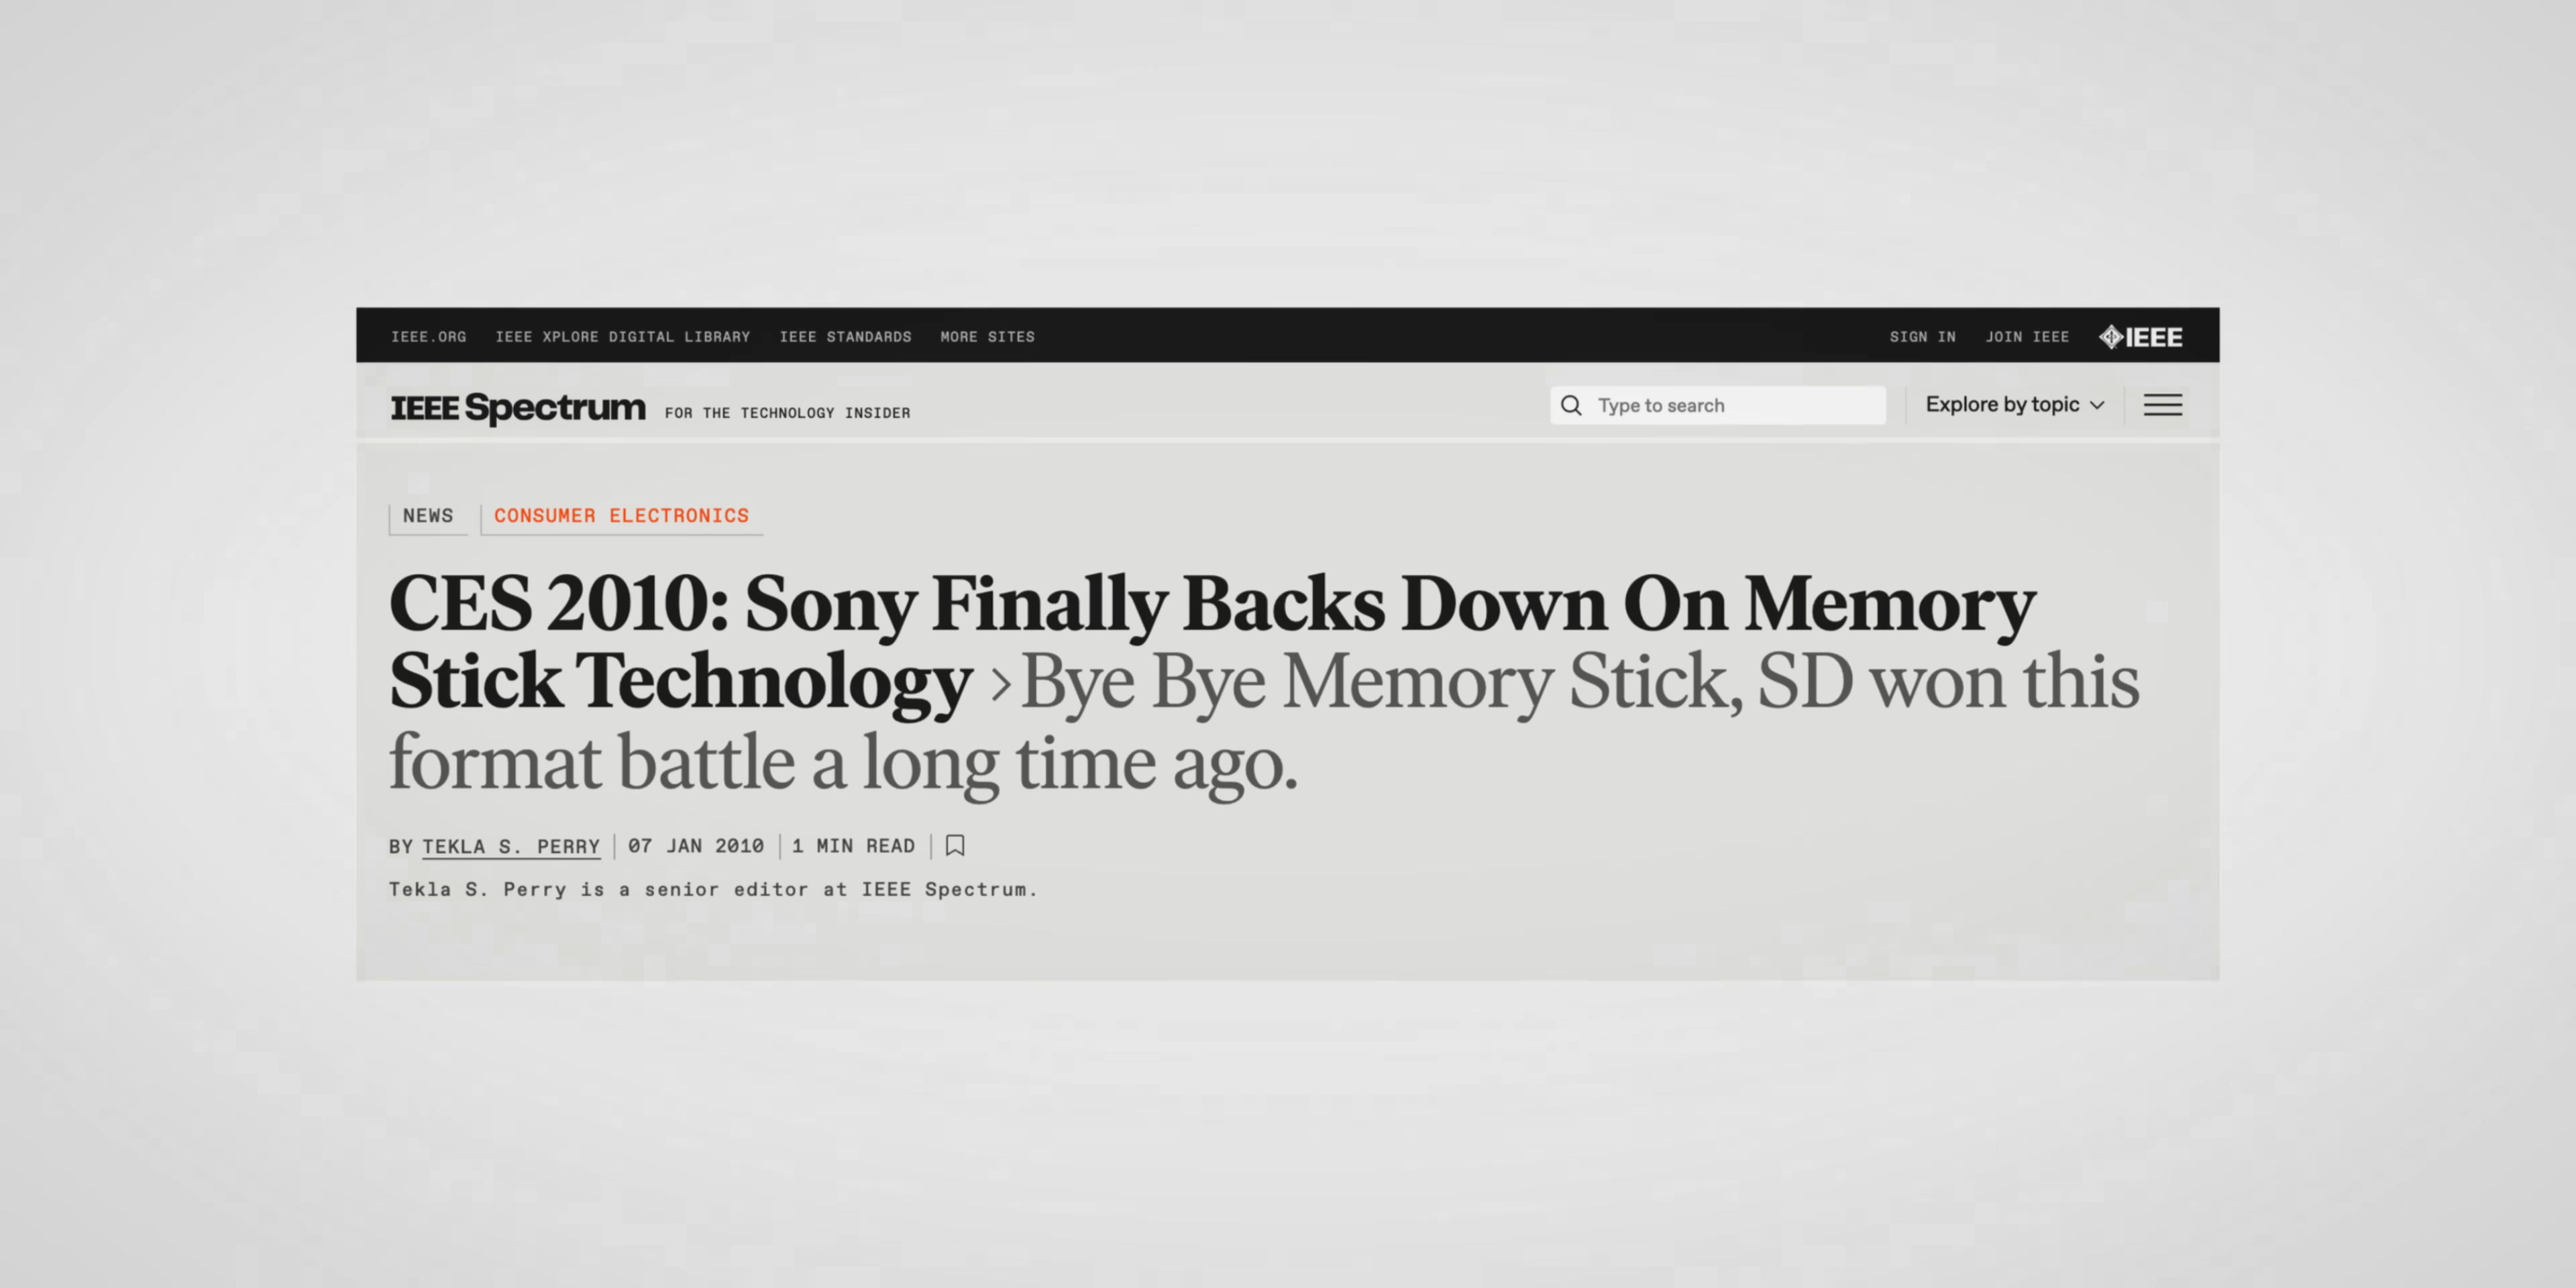 IEEE.ORG IEEE XPLORE DIGITAL LIBRARY IEEE STANDARDS MORE SITES SIGN IN JOIN IEEE IEEE
IEEE Spectrum FOR THE TECHNOLOGY INSIDER Type to search Explore by topic
NEWS CONSUMER ELECTRONICS
CES 2010: Sony Finally Backs Down On Memory
Stick Technology > Bye Bye Memory Stick, SD won this
format battle a long time ago.
BY TEKLA S. PERRY 07 JAN 2010 1 MIN READ
Tekla S. Perry is a senior editor at IEEE Spectrum.